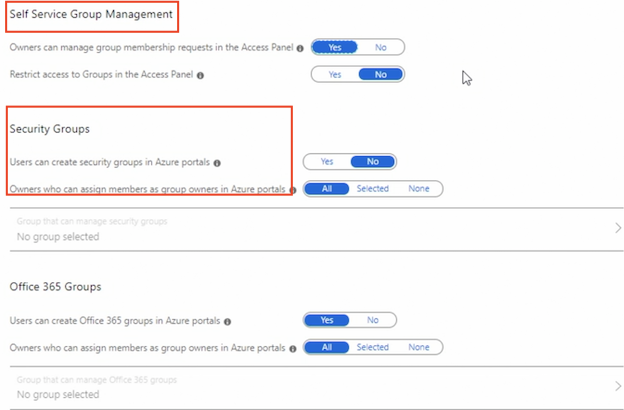 Self Service Group Management
Owners can manage group membership requests in the Access Panel Yes No
Restrict access to Groups in the Access Panel Yes No
Security Groups
Users can create security groups in Azure portals Yes No
Owners who can assign members as group owners in Azure portals All Selected None
Group that can manage security groups
No group selected
Office 365 Groups
Users can create Office 365 groups in Azure portals Yes No
Owners who can assign members as group owners in Azure portals All Selected None
Group that can manage Office 365 groups
No group selected